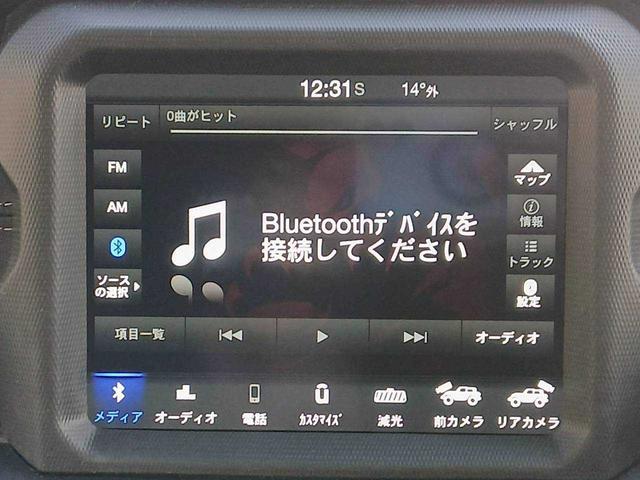 12:31S 14°外
リピート 0曲がヒット シャッフル
FM
AM
ソース
の選択
Bluetoothﾃﾞﾊﾞｲｽを
接続してください
マップ
情報
トラック
設定
項目一覧 オーディオ
メディア オーディオ 電話 ｶｽﾀﾏｲｽﾞ 減光 前カメラ リアカメラ